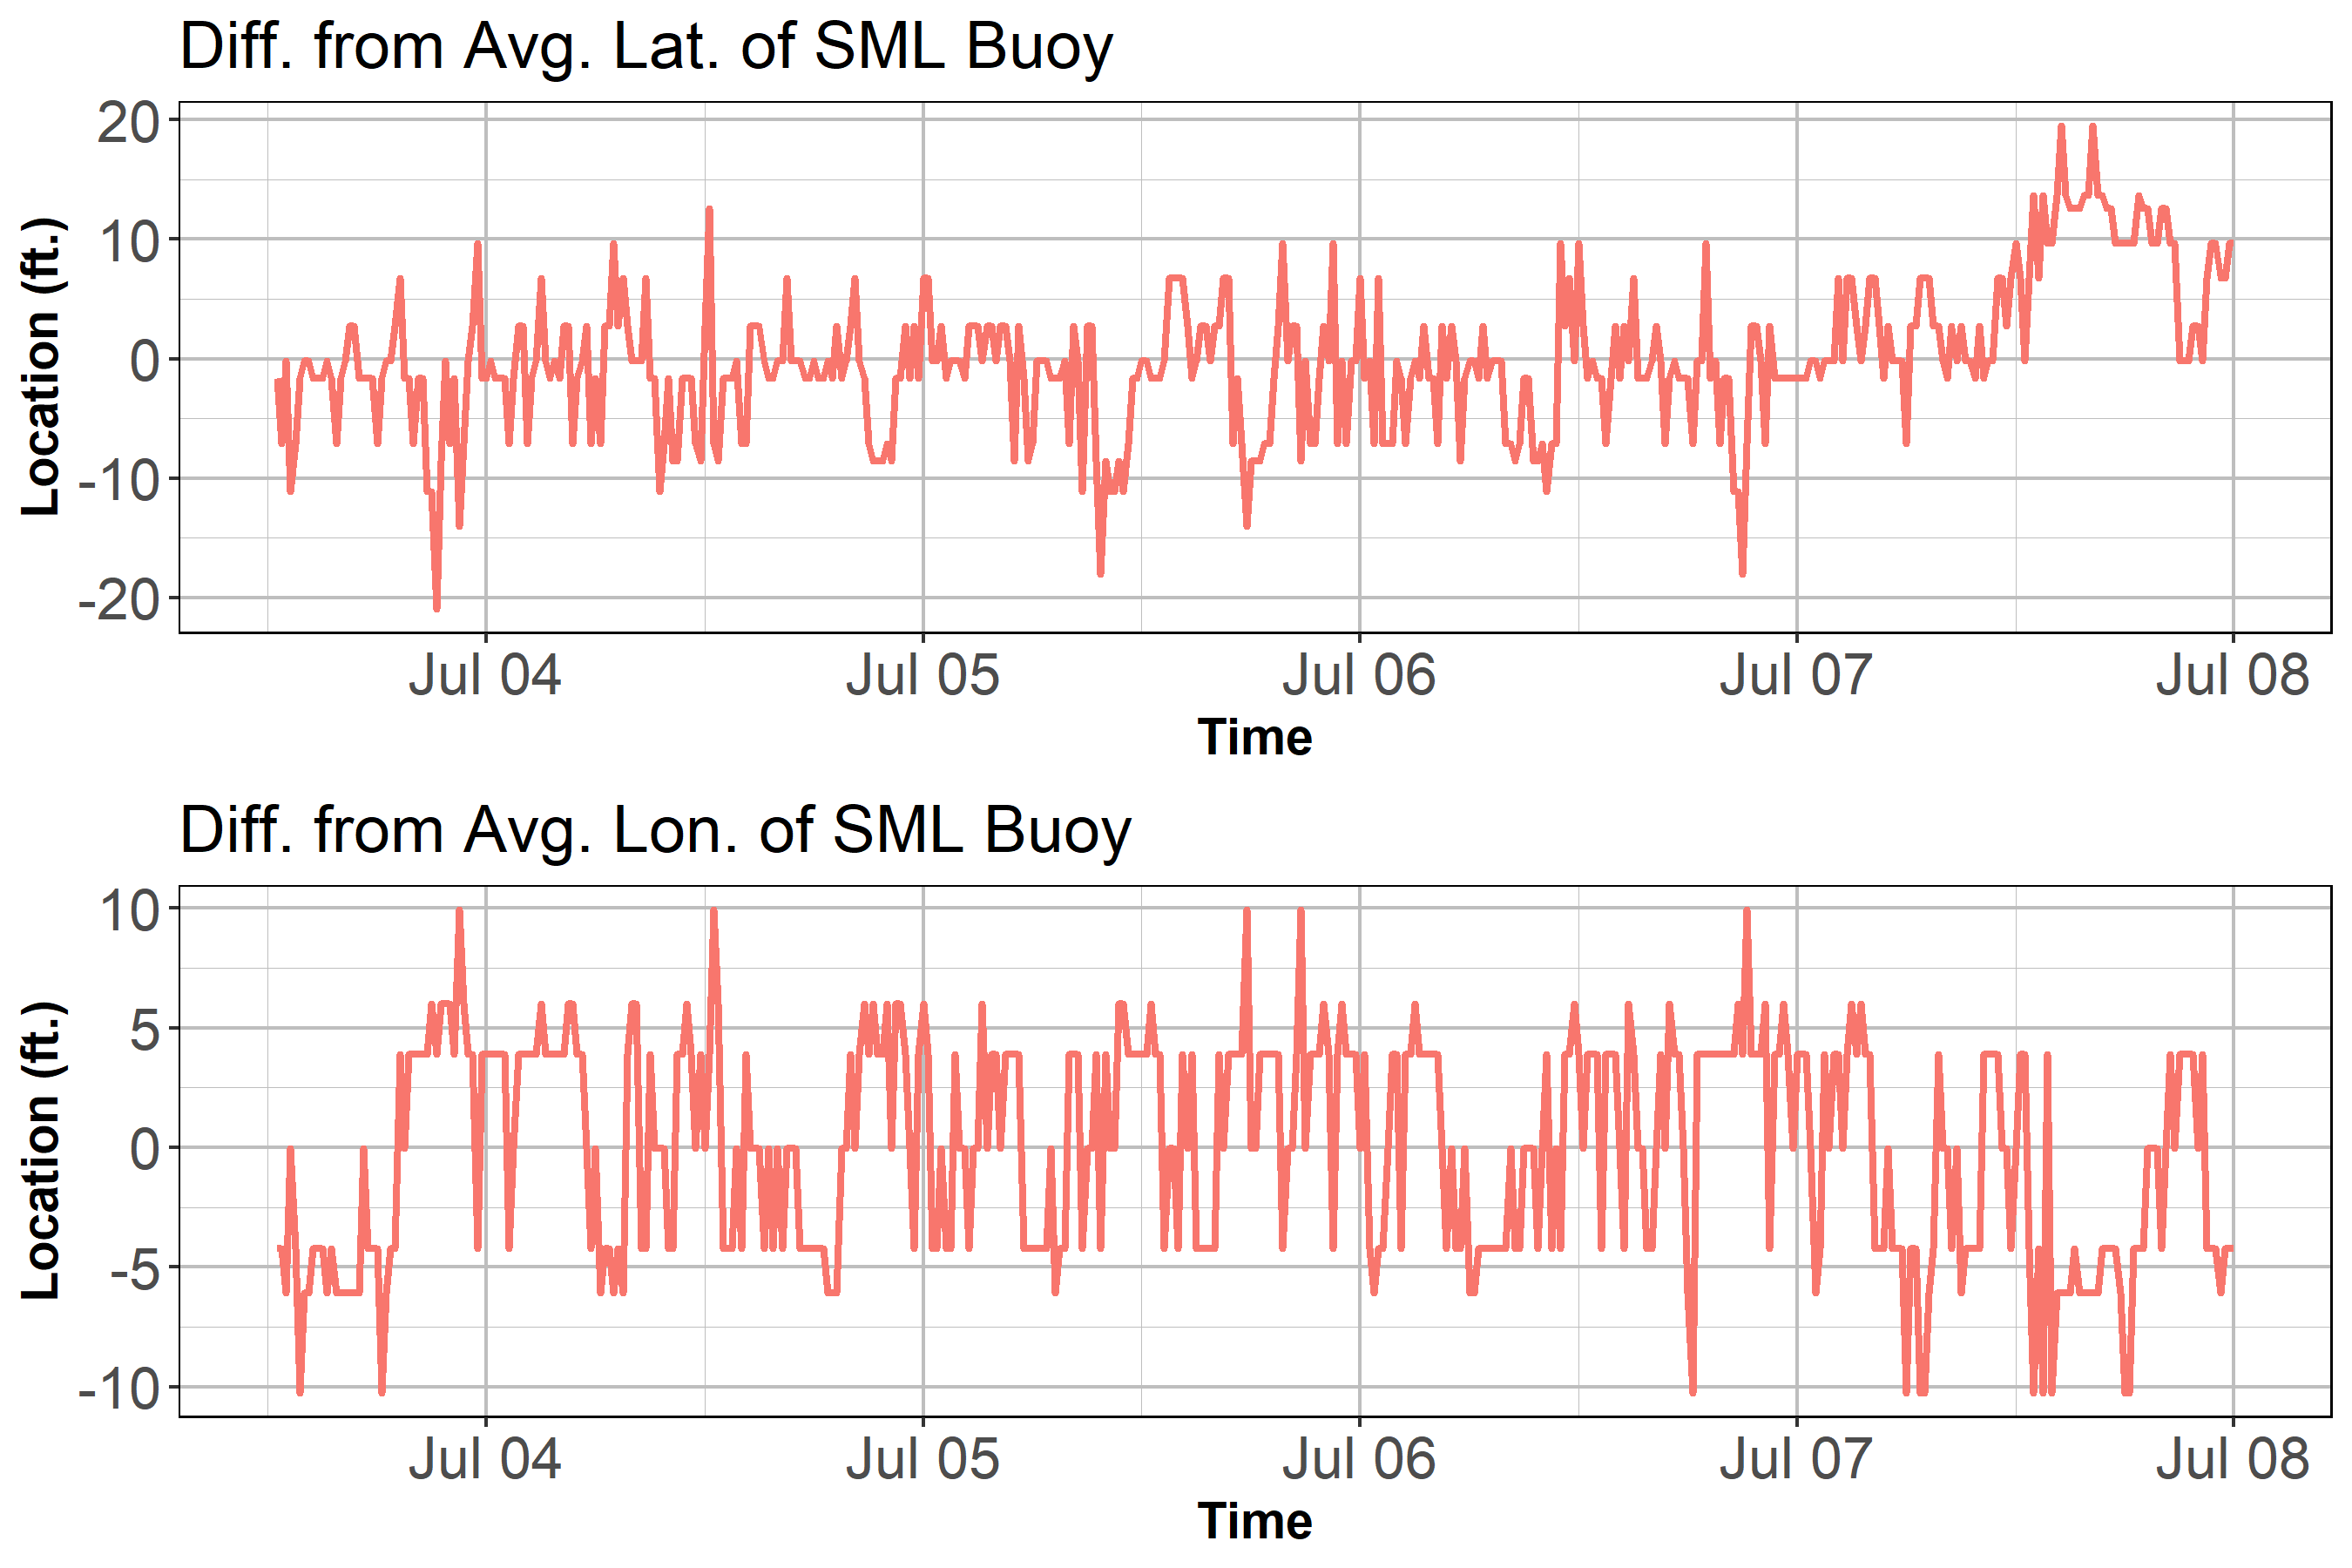 Diff. from Avg. Lat. of SML Buoy
Location (ft.)
20
10
0
-10
-20
Jul 04 Jul 05 Jul 06 Jul 07 Jul 08
Time
Diff. from Avg. Lon. of SML Buoy
Location (ft.)
10
5
0
-5
-10
Jul 04 Jul 05 Jul 06 Jul 07 Jul 08
Time